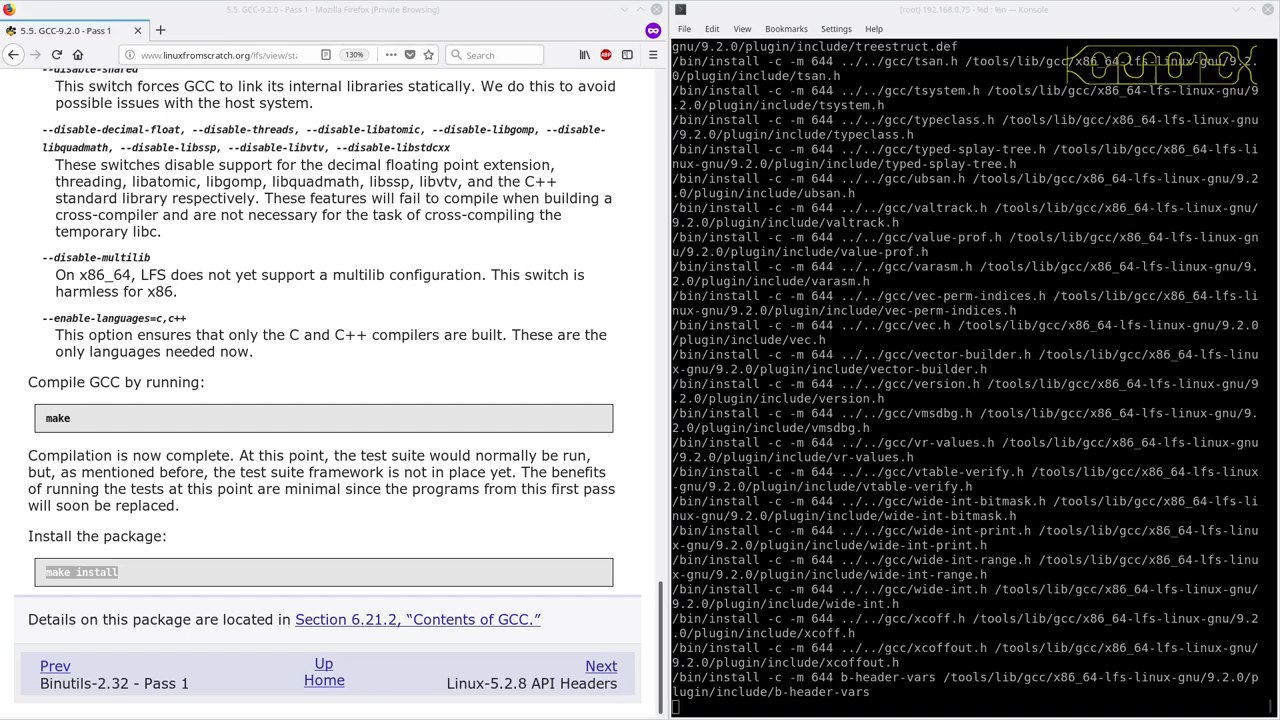 5.5. GCC-9.2.0 - Pass 1 - Mozilla Firefox (Private Browsing)
5.5. GCC-9.2.0 - Pass 1
www.linuxfromscratch.org/lfs/view/sta
130%
Search
--disable-shared
This switch forces GCC to link its internal libraries statically. We do this to avoid
possible issues with the host system.
--disable-decimal-float, --disable-threads, --disable-libatomic, --disable-libgomp, --disable-
libquadmath, --disable-libssp, --disable-libvtv, --disable-libstdcxx
These switches disable support for the decimal floating point extension,
threading, libatomic, libgomp, libquadmath, libssp, libvtv, and the C++
standard library respectively. These features will fail to compile when building a
cross-compiler and are not necessary for the task of cross-compiling the
temporary libc.
--disable-multilib
On x86_64, LFS does not yet support a multilib configuration. This switch is
harmless for x86.
--enable-languages=c,c++
This option ensures that only the C and C++ compilers are built. These are the
only languages needed now.
Compile GCC by running:
make
Compilation is now complete. At this point, the test suite would normally be run,
but, as mentioned before, the test suite framework is not in place yet. The benefits
of running the tests at this point are minimal since the programs from this first pass
will soon be replaced.
Install the package:
make install
Details on this package are located in Section 6.21.2, “Contents of GCC.”
Prev Up Next
Binutils-2.32 - Pass 1 Home Linux-5.2.8 API Headers
(root) 192.168.0.75 - %d : %n — Konsole
File Edit View Bookmarks Settings Help
gnu/9.2.0/plugin/include/treestruct.def
/bin/install -c -m 644 ../../gcc/tsan.h /tools/lib/gcc/x86_64-lfs-linux-gnu/9.2.
0/plugin/include/tsan.h
/bin/install -c -m 644 ../../gcc/tsystem.h /tools/lib/gcc/x86_64-lfs-linux-gnu/9
.2.0/plugin/include/tsystem.h
/bin/install -c -m 644 ../../gcc/typeclass.h /tools/lib/gcc/x86_64-lfs-linux-gnu
/9.2.0/plugin/include/typeclass.h
/bin/install -c -m 644 ../../gcc/typed-splay-tree.h /tools/lib/gcc/x86_64-lfs-li
nux-gnu/9.2.0/plugin/include/typed-splay-tree.h
/bin/install -c -m 644 ../../gcc/ubsan.h /tools/lib/gcc/x86_64-lfs-linux-gnu/9.2
.0/plugin/include/ubsan.h
/bin/install -c -m 644 ../../gcc/valtrack.h /tools/lib/gcc/x86_64-lfs-linux-gnu/
9.2.0/plugin/include/valtrack.h
/bin/install -c -m 644 ../../gcc/value-prof.h /tools/lib/gcc/x86_64-lfs-linux-gn
u/9.2.0/plugin/include/value-prof.h
/bin/install -c -m 644 ../../gcc/varasm.h /tools/lib/gcc/x86_64-lfs-linux-gnu/9.
2.0/plugin/include/varasm.h
/bin/install -c -m 644 ../../gcc/vec-perm-indices.h /tools/lib/gcc/x86_64-lfs-li
nux-gnu/9.2.0/plugin/include/vec-perm-indices.h
/bin/install -c -m 644 ../../gcc/vec.h /tools/lib/gcc/x86_64-lfs-linux-gnu/9.2.0
/plugin/include/vec.h
/bin/install -c -m 644 ../../gcc/vector-builder.h /tools/lib/gcc/x86_64-lfs-linu
x-gnu/9.2.0/plugin/include/vector-builder.h
/bin/install -c -m 644 ../../gcc/version.h /tools/lib/gcc/x86_64-lfs-linux-gnu/9
.2.0/plugin/include/version.h
/bin/install -c -m 644 ../../gcc/vmsdbg.h /tools/lib/gcc/x86_64-lfs-linux-gnu/9.
2.0/plugin/include/vmsdbg.h
/bin/install -c -m 644 ../../gcc/vr-values.h /tools/lib/gcc/x86_64-lfs-linux-gnu
/9.2.0/plugin/include/vr-values.h
/bin/install -c -m 644 ../../gcc/vtable-verify.h /tools/lib/gcc/x86_64-lfs-linux
-gnu/9.2.0/plugin/include/vtable-verify.h
/bin/install -c -m 644 ../../gcc/wide-int-bitmask.h /tools/lib/gcc/x86_64-lfs-li
nux-gnu/9.2.0/plugin/include/wide-int-bitmask.h
/bin/install -c -m 644 ../../gcc/wide-int-print.h /tools/lib/gcc/x86_64-lfs-linu
x-gnu/9.2.0/plugin/include/wide-int-print.h
/bin/install -c -m 644 ../../gcc/wide-int-range.h /tools/lib/gcc/x86_64-lfs-linu
x-gnu/9.2.0/plugin/include/wide-int-range.h
/bin/install -c -m 644 ../../gcc/wide-int.h /tools/lib/gcc/x86_64-lfs-linux-gnu/
9.2.0/plugin/include/wide-int.h
/bin/install -c -m 644 ../../gcc/xcoff.h /tools/lib/gcc/x86_64-lfs-linux-gnu/9.2
.0/plugin/include/xcoff.h
/bin/install -c -m 644 ../../gcc/xcoffout.h /tools/lib/gcc/x86_64-lfs-linux-gnu/
9.2.0/plugin/include/xcoffout.h
/bin/install -c -m 644 b-header-vars /tools/lib/gcc/x86_64-lfs-linux-gnu/9.2.0/p
lugin/include/b-header-vars